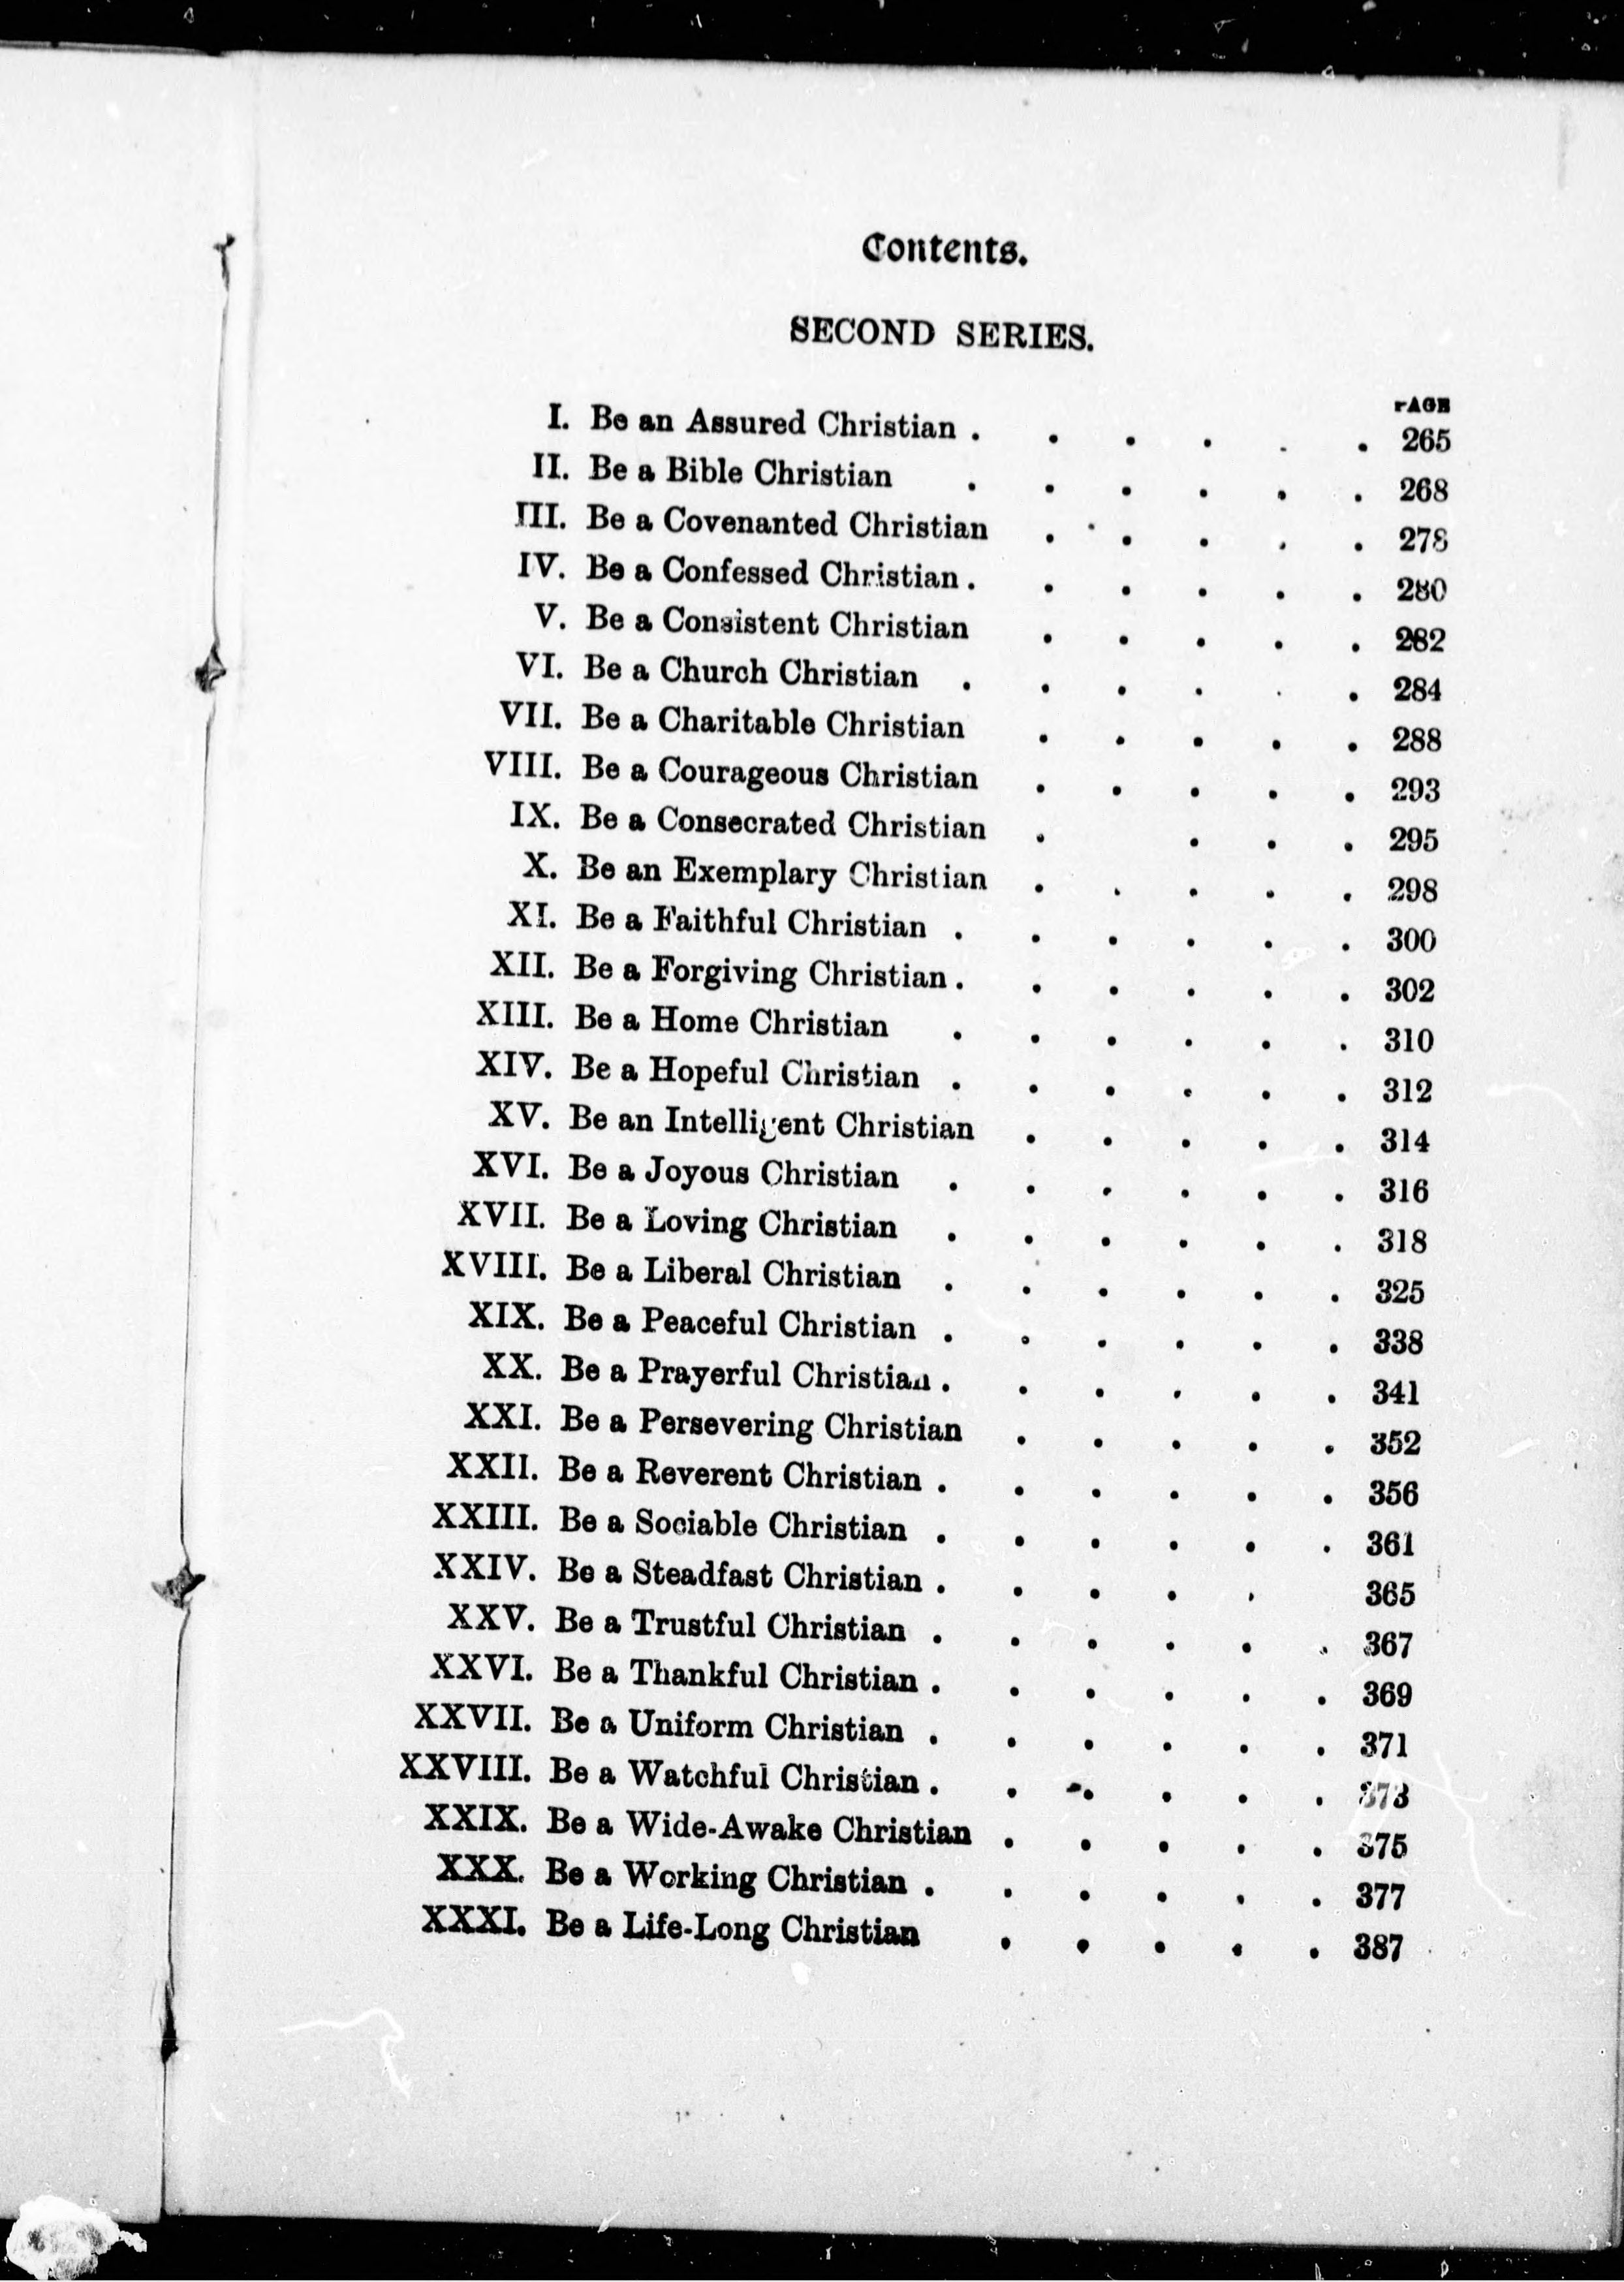 Contents.
SECOND SERIES.
PAGE
I. Be an Assured Christian . . . . . . 265
II. Be a Bible Christian . . . . . . 268
III. Be a Covenanted Christian . . . . . 278
IV. Be a Confessed Christian . . . . . . 280
V. Be a Consistent Christian . . . . . 282
VI. Be a Church Christian . . . . . . 284
VII. Be a Charitable Christian . . . . . 288
VIII. Be a Courageous Christian . . . . . 293
IX. Be a Consecrated Christian . . . . 295
X. Be an Exemplary Christian . . . . . 298
XI. Be a Faithful Christian . . . . . . 300
XII. Be a Forgiving Christian . . . . . . 302
XIII. Be a Home Christian . . . . . . 310
XIV. Be a Hopeful Christian . . . . . . 312
XV. Be an Intelligent Christian . . . . . 314
XVI. Be a Joyous Christian . . . . . . 316
XVII. Be a Loving Christian . . . . . . 318
XVIII. Be a Liberal Christian . . . . . . 325
XIX. Be a Peaceful Christian . . . . . . 338
XX. Be a Prayerful Christian . . . . . . 341
XXI. Be a Persevering Christian . . . . . 352
XXII. Be a Reverent Christian . . . . . . 356
XXIII. Be a Sociable Christian . . . . . . 361
XXIV. Be a Steadfast Christian . . . . . 365
XXV. Be a Trustful Christian . . . . . . 367
XXVI. Be a Thankful Christian . . . . . . 369
XXVII. Be a Uniform Christian . . . . . . 371
XXVIII. Be a Watchful Christian . . . . . . 373
XXIX. Be a Wide-Awake Christian . . . . . 375
XXX. Be a Working Christian . . . . . . 377
XXXI. Be a Life-Long Christian . . . . . 387